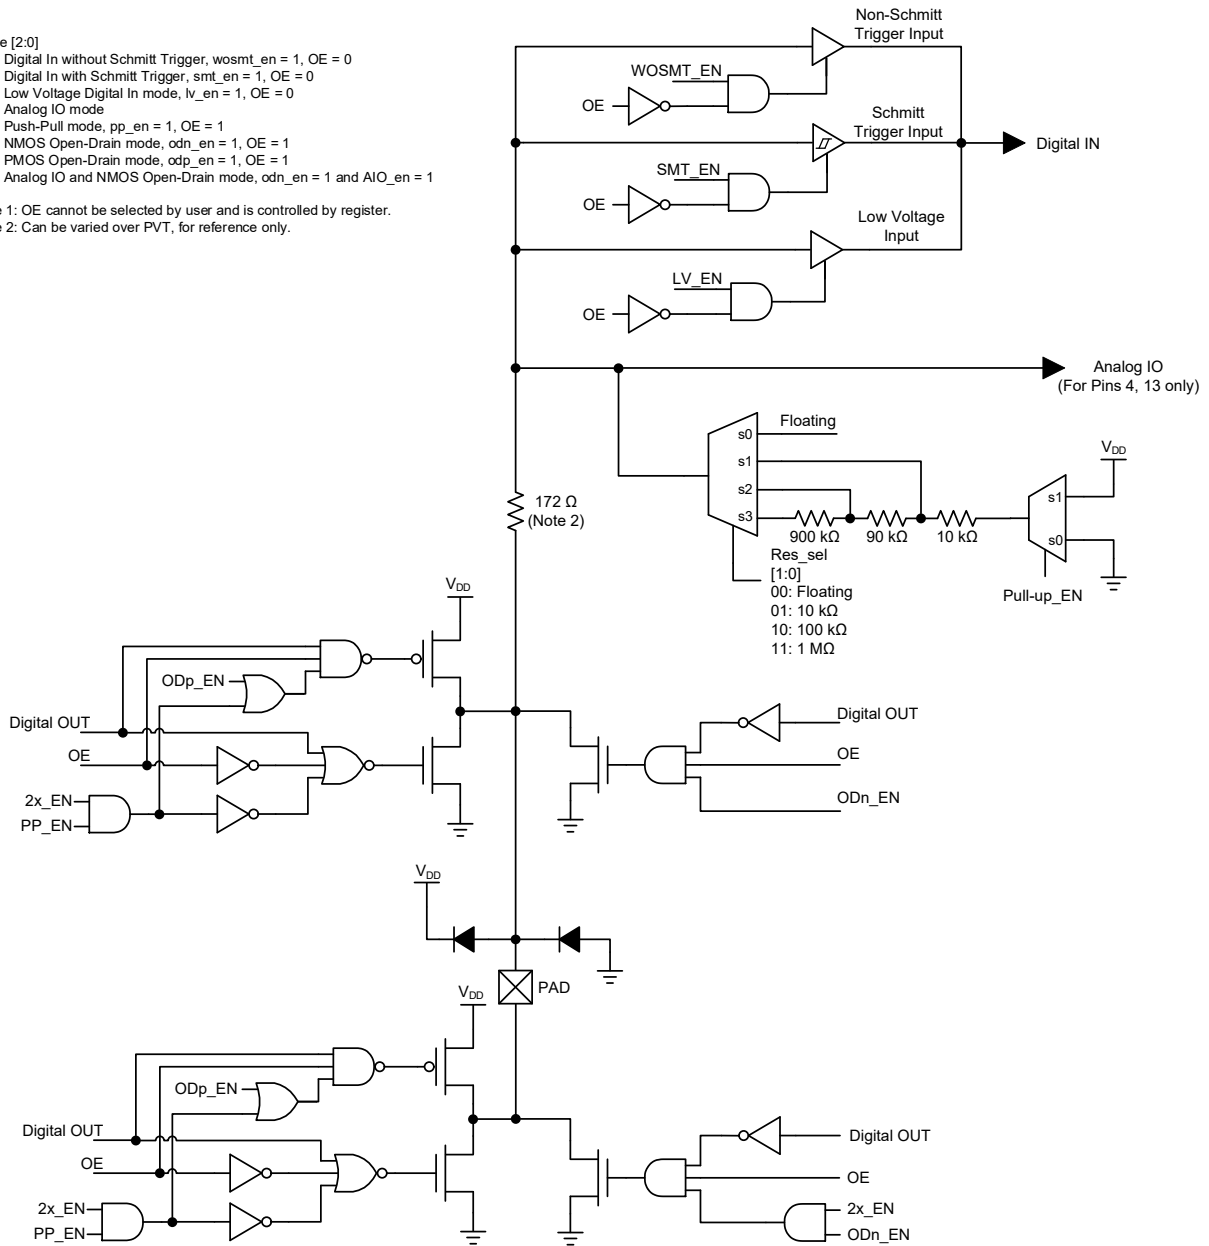 e [2:0]
Digital In without Schmitt Trigger, wosmt_en = 1, OE = 0
Digital In with Schmitt Trigger, smt_en = 1, OE = 0
Low Voltage Digital In mode, lv_en = 1, OE = 0
Analog IO mode
Push-Pull mode, pp_en = 1, OE = 1
NMOS Open-Drain mode, odn_en = 1, OE = 1
PMOS Open-Drain mode, odp_en = 1, OE = 1
Analog IO and NMOS Open-Drain mode, odn_en = 1 and AIO_en = 1
e 1: OE cannot be selected by user and is controlled by register.
e 2: Can be varied over PVT, for reference only.
Non-Schmitt
Trigger Input
WOSMT_EN
OE
Schmitt
Trigger Input
Digital IN
SMT_EN
OE
Low Voltage
Input
LV_EN
OE
Analog IO
(For Pins 4, 13 only)
Floating
s0
s1
s2
s3
900 kΩ
90 kΩ
10 kΩ
VDD
s1
s0
Pull-up_EN
172 Ω
(Note 2)
Res_sel
[1:0]
00: Floating
01: 10 kΩ
10: 100 kΩ
11: 1 MΩ
VDD
ODp_EN
Digital OUT
OE
2x_EN
PP_EN
Digital OUT
OE
ODn_EN
VDD
PAD
VDD
ODp_EN
Digital OUT
OE
2x_EN
PP_EN
Digital OUT
OE
2x_EN
ODn_EN